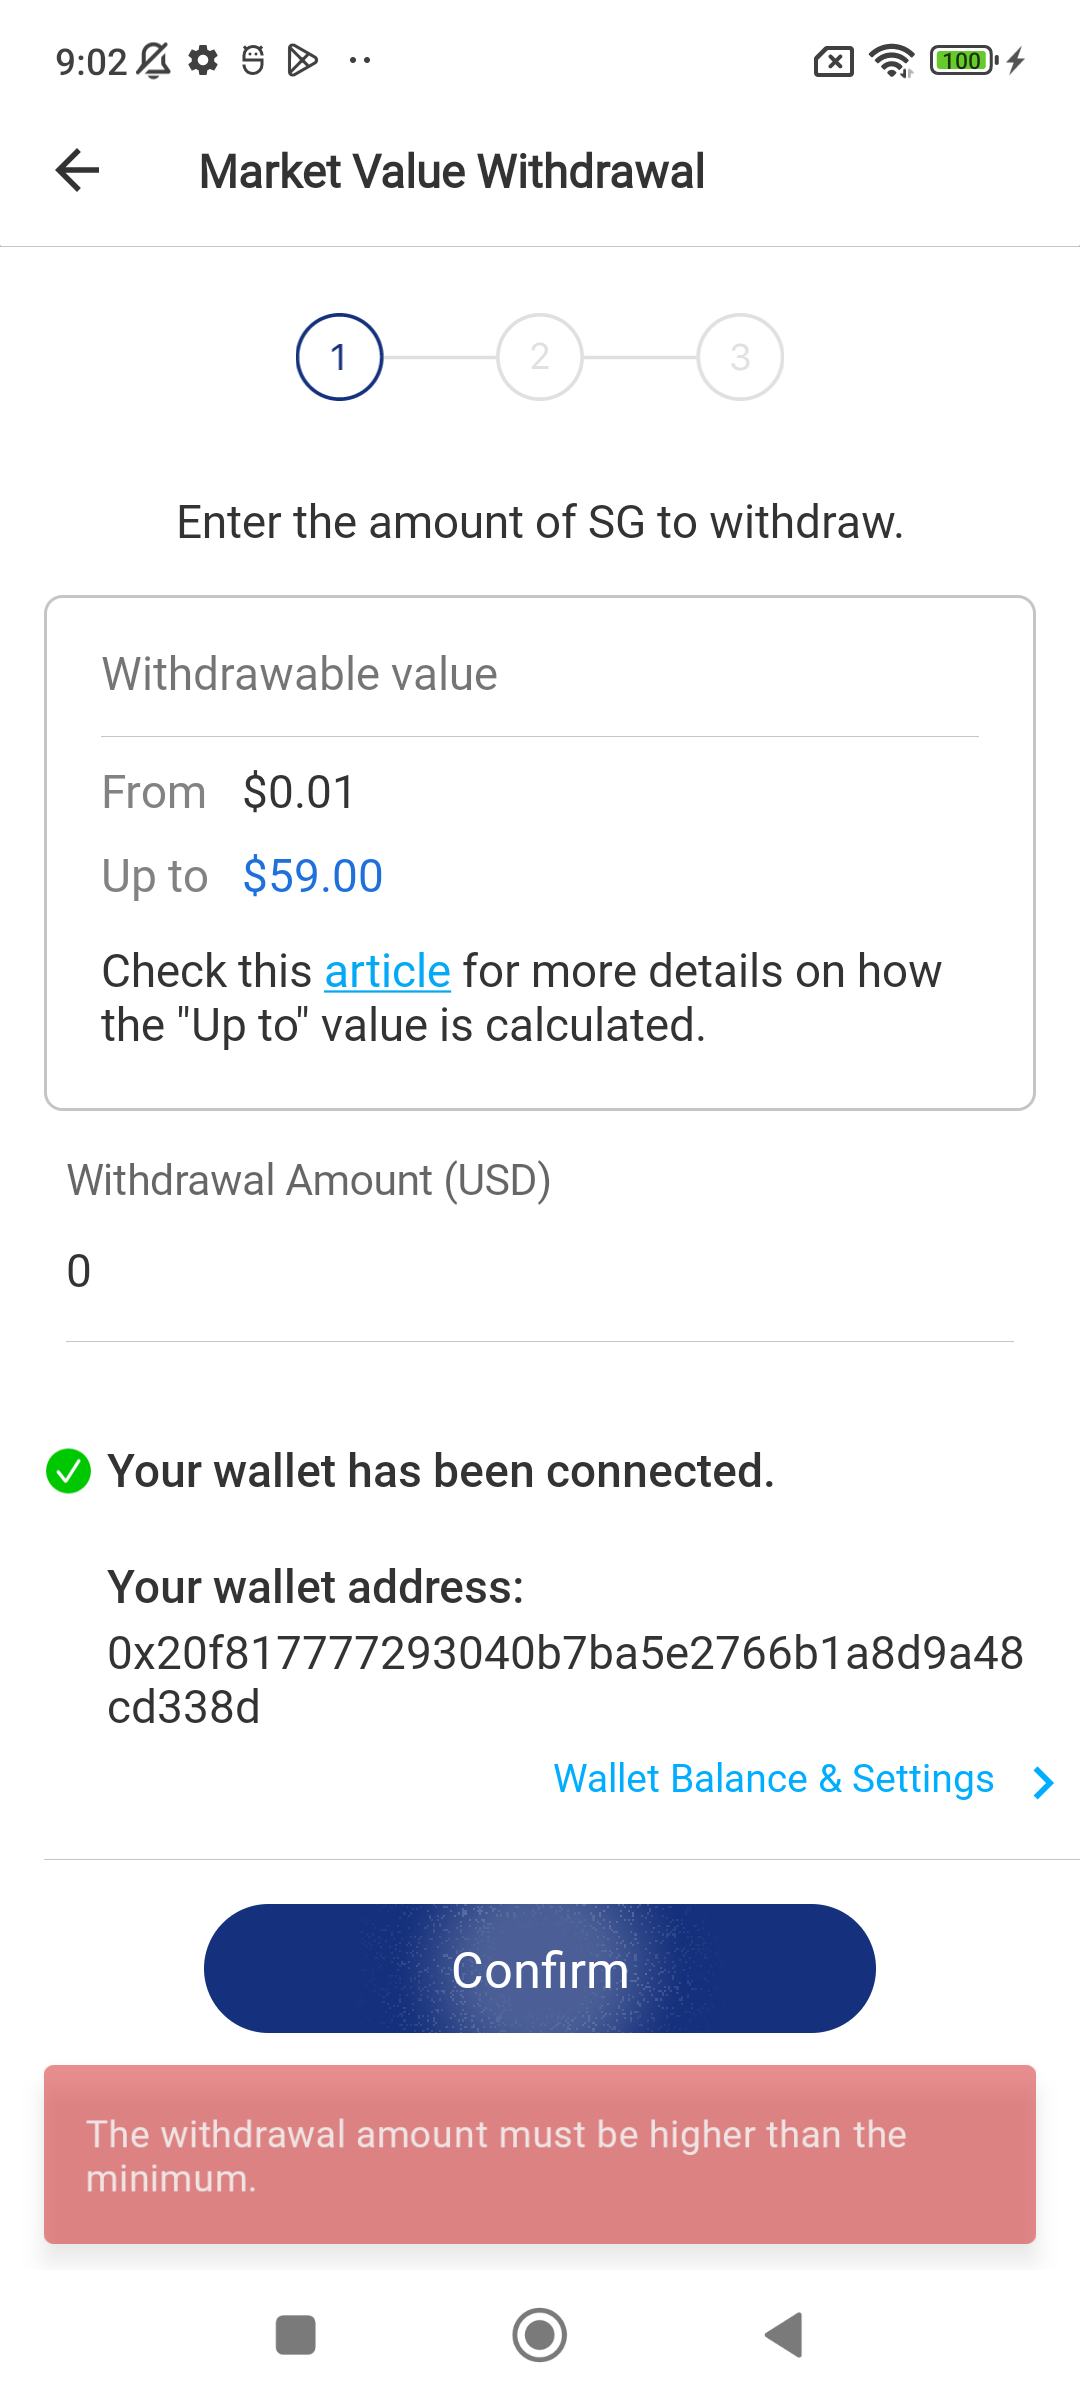 9:02
100
Market Value Withdrawal
1 2 3
Enter the amount of SG to withdraw.
Withdrawable value
From $0.01
Up to $59.00
Check this article for more details on how
the "Up to" value is calculated.
Withdrawal Amount (USD)
0
Your wallet has been connected.
Your wallet address:
0x20f817777293040b7ba5e2766b1a8d9a48
cd338d
Wallet Balance & Settings
Confirm
The withdrawal amount must be higher than the
minimum.